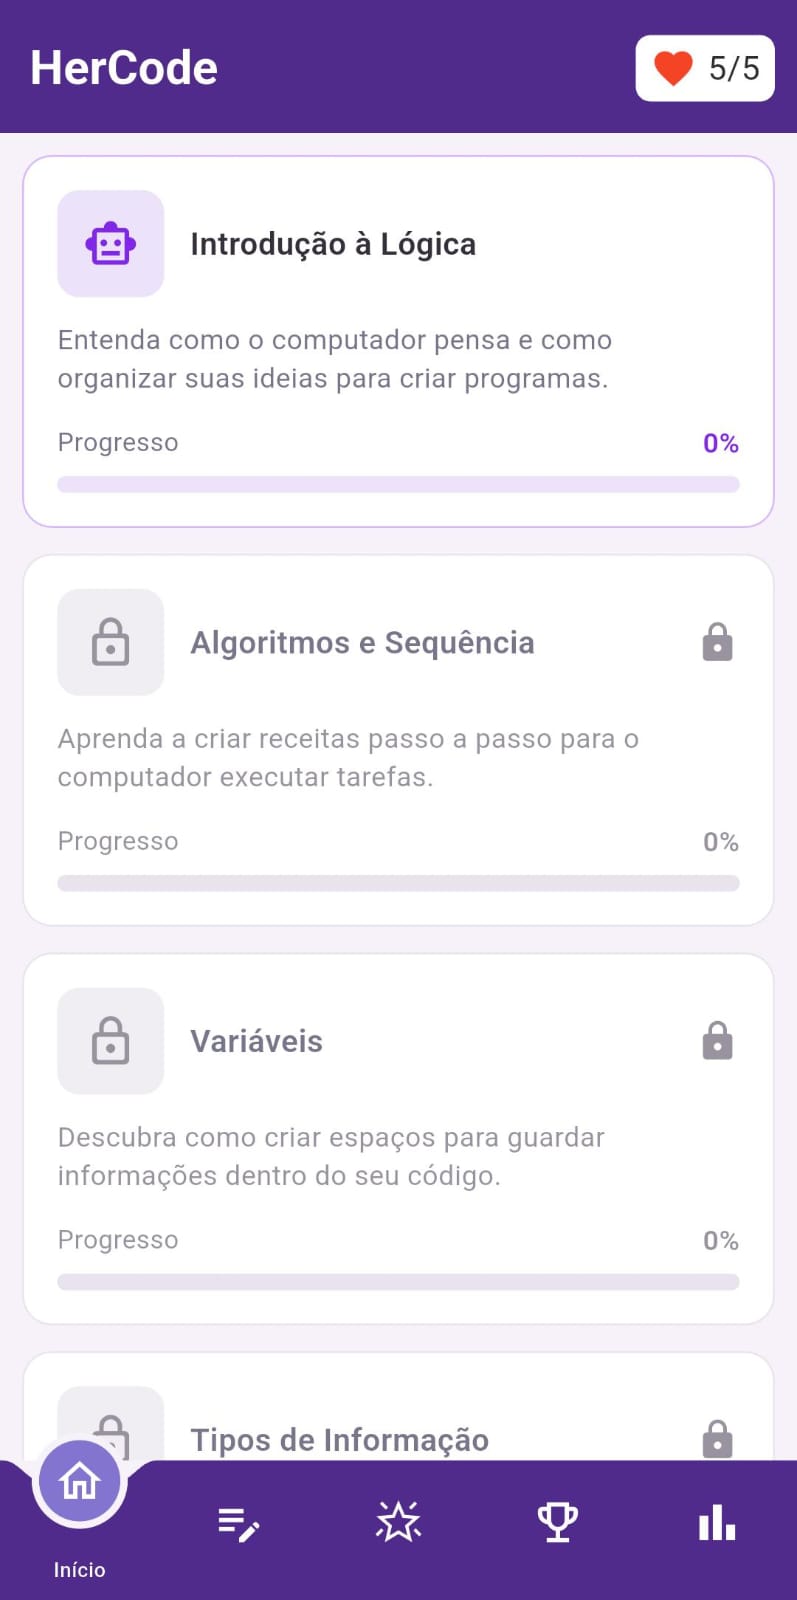 HerCode
5/5
Introdução à Lógica
Entenda como o computador pensa e como
organizar suas ideias para criar programas.
Progresso 0%
Algoritmos e Sequência
Aprenda a criar receitas passo a passo para o
computador executar tarefas.
Progresso 0%
Variáveis
Descubra como criar espaços para guardar
informações dentro do seu código.
Progresso 0%
Tipos de Informação
Início